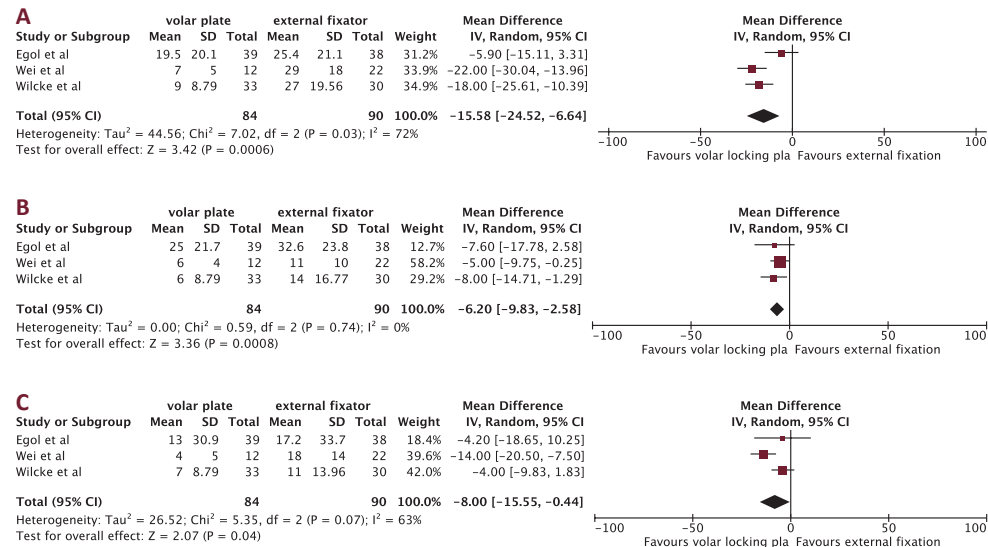 A
volar plate external fixator Mean Difference Mean Difference
Study or Subgroup Mean SD Total Mean SD Total Weight IV, Random, 95% CI IV, Random, 95% CI
Egol et al 19.5 20.1 39 25.4 21.1 38 31.2% −5.90 [−15.11, 3.31]
Wei et al 7 5 12 29 18 22 33.9% −22.00 [−30.04, −13.96]
Wilcke et al 9 8.79 33 27 19.56 30 34.9% −18.00 [−25.61, −10.39]
Total (95% CI) 84 90 100.0% −15.58 [−24.52, −6.64]
Heterogeneity: Tau² = 44.56; Chi² = 7.02, df = 2 (P = 0.03); I² = 72%
Test for overall effect: Z = 3.42 (P = 0.0006)
−100 −50 0 50 100
Favours volar locking pla Favours external fixation
B
volar plate external fixator Mean Difference Mean Difference
Study or Subgroup Mean SD Total Mean SD Total Weight IV, Random, 95% CI IV, Random, 95% CI
Egol et al 25 21.7 39 32.6 23.8 38 12.7% −7.60 [−17.78, 2.58]
Wei et al 6 4 12 11 10 22 58.2% −5.00 [−9.75, −0.25]
Wilcke et al 6 8.79 33 14 16.77 30 29.2% −8.00 [−14.71, −1.29]
Total (95% CI) 84 90 100.0% −6.20 [−9.83, −2.58]
Heterogeneity: Tau² = 0.00; Chi² = 0.59, df = 2 (P = 0.74); I² = 0%
Test for overall effect: Z = 3.36 (P = 0.0008)
−100 −50 0 50 100
Favours volar locking pla Favours external fixation
C
volar plate external fixator Mean Difference Mean Difference
Study or Subgroup Mean SD Total Mean SD Total Weight IV, Random, 95% CI IV, Random, 95% CI
Egol et al 13 30.9 39 17.2 33.7 38 18.4% −4.20 [−18.65, 10.25]
Wei et al 4 5 12 18 14 22 39.6% −14.00 [−20.50, −7.50]
Wilcke et al 7 8.79 33 11 13.96 30 42.0% −4.00 [−9.83, 1.83]
Total (95% CI) 84 90 100.0% −8.00 [−15.55, −0.44]
Heterogeneity: Tau² = 26.52; Chi² = 5.35, df = 2 (P = 0.07); I² = 63%
Test for overall effect: Z = 2.07 (P = 0.04)
−100 −50 0 50 100
Favours volar locking pla Favours external fixation